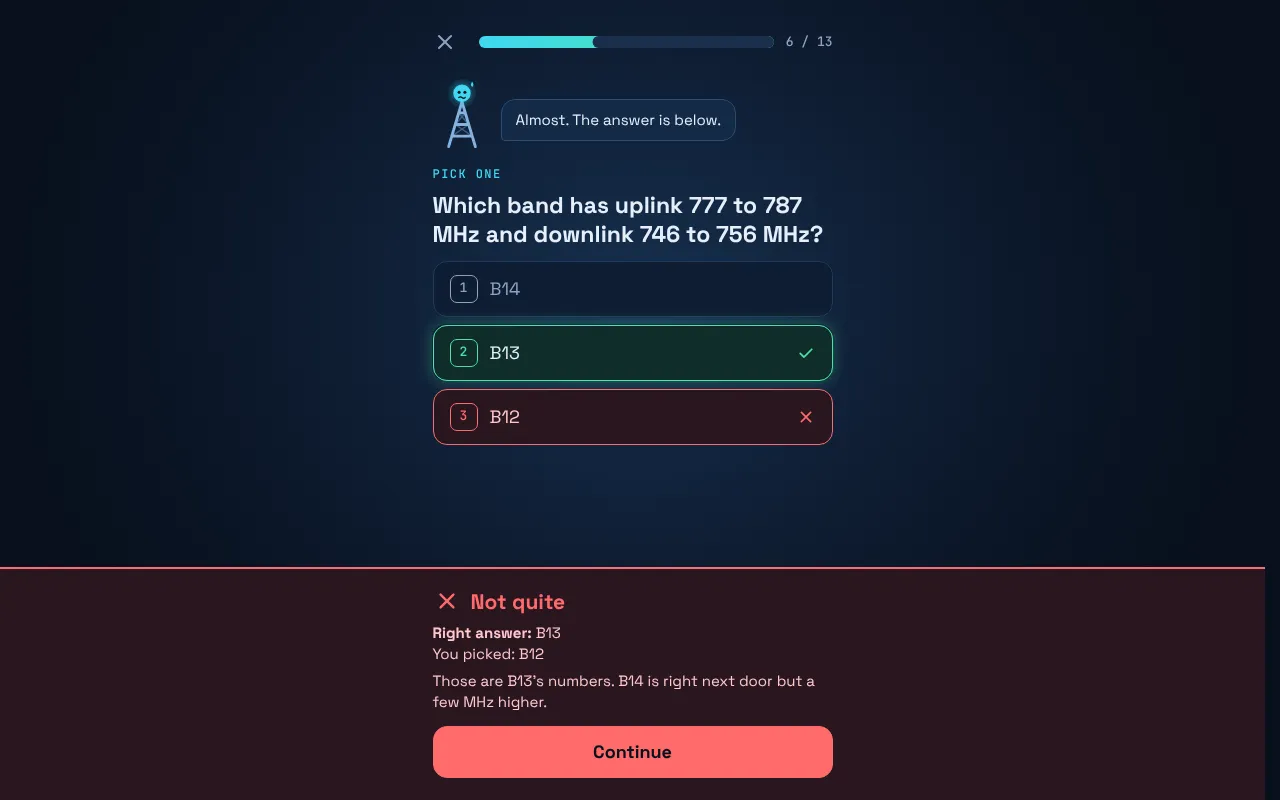 6 / 13
Almost. The answer is below.
PICK ONE
Which band has uplink 777 to 787
MHz and downlink 746 to 756 MHz?
1 B14
2 B13
3 B12
Not quite
Right answer: B13
You picked: B12
Those are B13's numbers. B14 is right next door but a
few MHz higher.
Continue